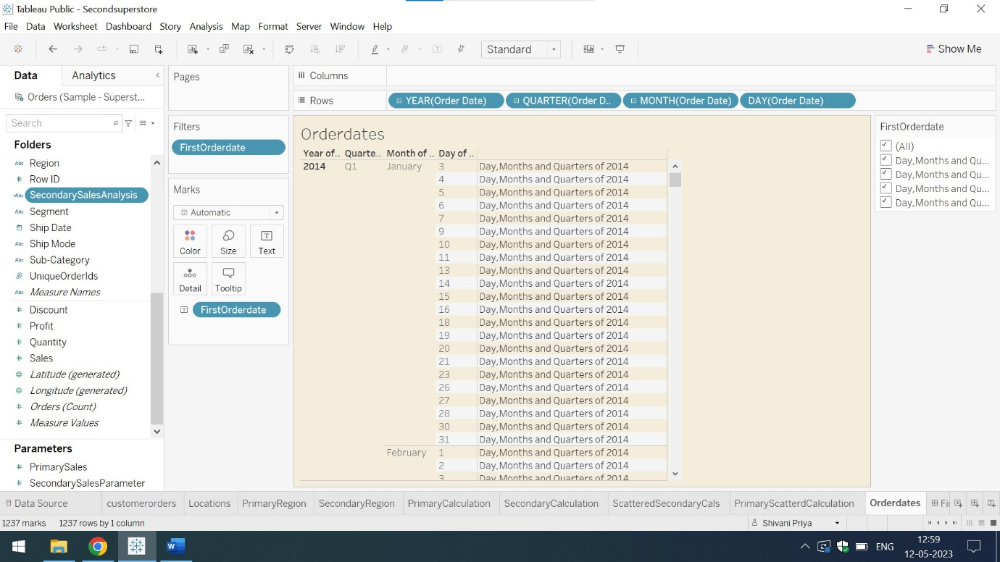 Tableau Public - Secondsuperstore
File Data Worksheet Dashboard Story Analysis Map Format Server Window Help
Standard
Show Me
Data
Analytics
Orders (Sample - Superst...
Search
Folders
Abc Region
# Row ID
=Abc SecondarySalesAnalysis
Abc Segment
Ship Date
Abc Ship Mode
Abc Sub-Category
UniqueOrderIds
Abc Measure Names
# Discount
# Profit
# Quantity
# Sales
Latitude (generated)
Longitude (generated)
# Orders (Count)
# Measure Values
Parameters
# PrimarySales
# SecondarySalesParameter
Pages
Filters
FirstOrderdate
Marks
Automatic
Color Size Text
Detail Tooltip
FirstOrderdate
Columns
Rows YEAR(Order Date) QUARTER(Order D.. MONTH(Order Date) DAY(Order Date)
Orderdates
Year of.. Quarte.. Month of .. Day of ..
2014 Q1 January 3 Day,Months and Quarters of 2014
4 Day,Months and Quarters of 2014
5 Day,Months and Quarters of 2014
6 Day,Months and Quarters of 2014
7 Day,Months and Quarters of 2014
9 Day,Months and Quarters of 2014
10 Day,Months and Quarters of 2014
11 Day,Months and Quarters of 2014
13 Day,Months and Quarters of 2014
14 Day,Months and Quarters of 2014
15 Day,Months and Quarters of 2014
16 Day,Months and Quarters of 2014
18 Day,Months and Quarters of 2014
19 Day,Months and Quarters of 2014
20 Day,Months and Quarters of 2014
21 Day,Months and Quarters of 2014
23 Day,Months and Quarters of 2014
26 Day,Months and Quarters of 2014
27 Day,Months and Quarters of 2014
28 Day,Months and Quarters of 2014
30 Day,Months and Quarters of 2014
31 Day,Months and Quarters of 2014
February 1 Day,Months and Quarters of 2014
2 Day,Months and Quarters of 2014
3 Day,Months and Quarters of 2014
FirstOrderdate
(All)
Day,Months and Qu...
Day,Months and Qu...
Day,Months and Qu...
Day,Months and Qu...
Data Source customerorders Locations PrimaryRegion SecondaryRegion PrimaryCalculation SecondaryCalculation ScatteredSecondaryCals PrimaryScatterdCalculation Orderdates Fi
1237 marks 1237 rows by 1 column
Shivani Priya
ENG
12:59
12-05-2023